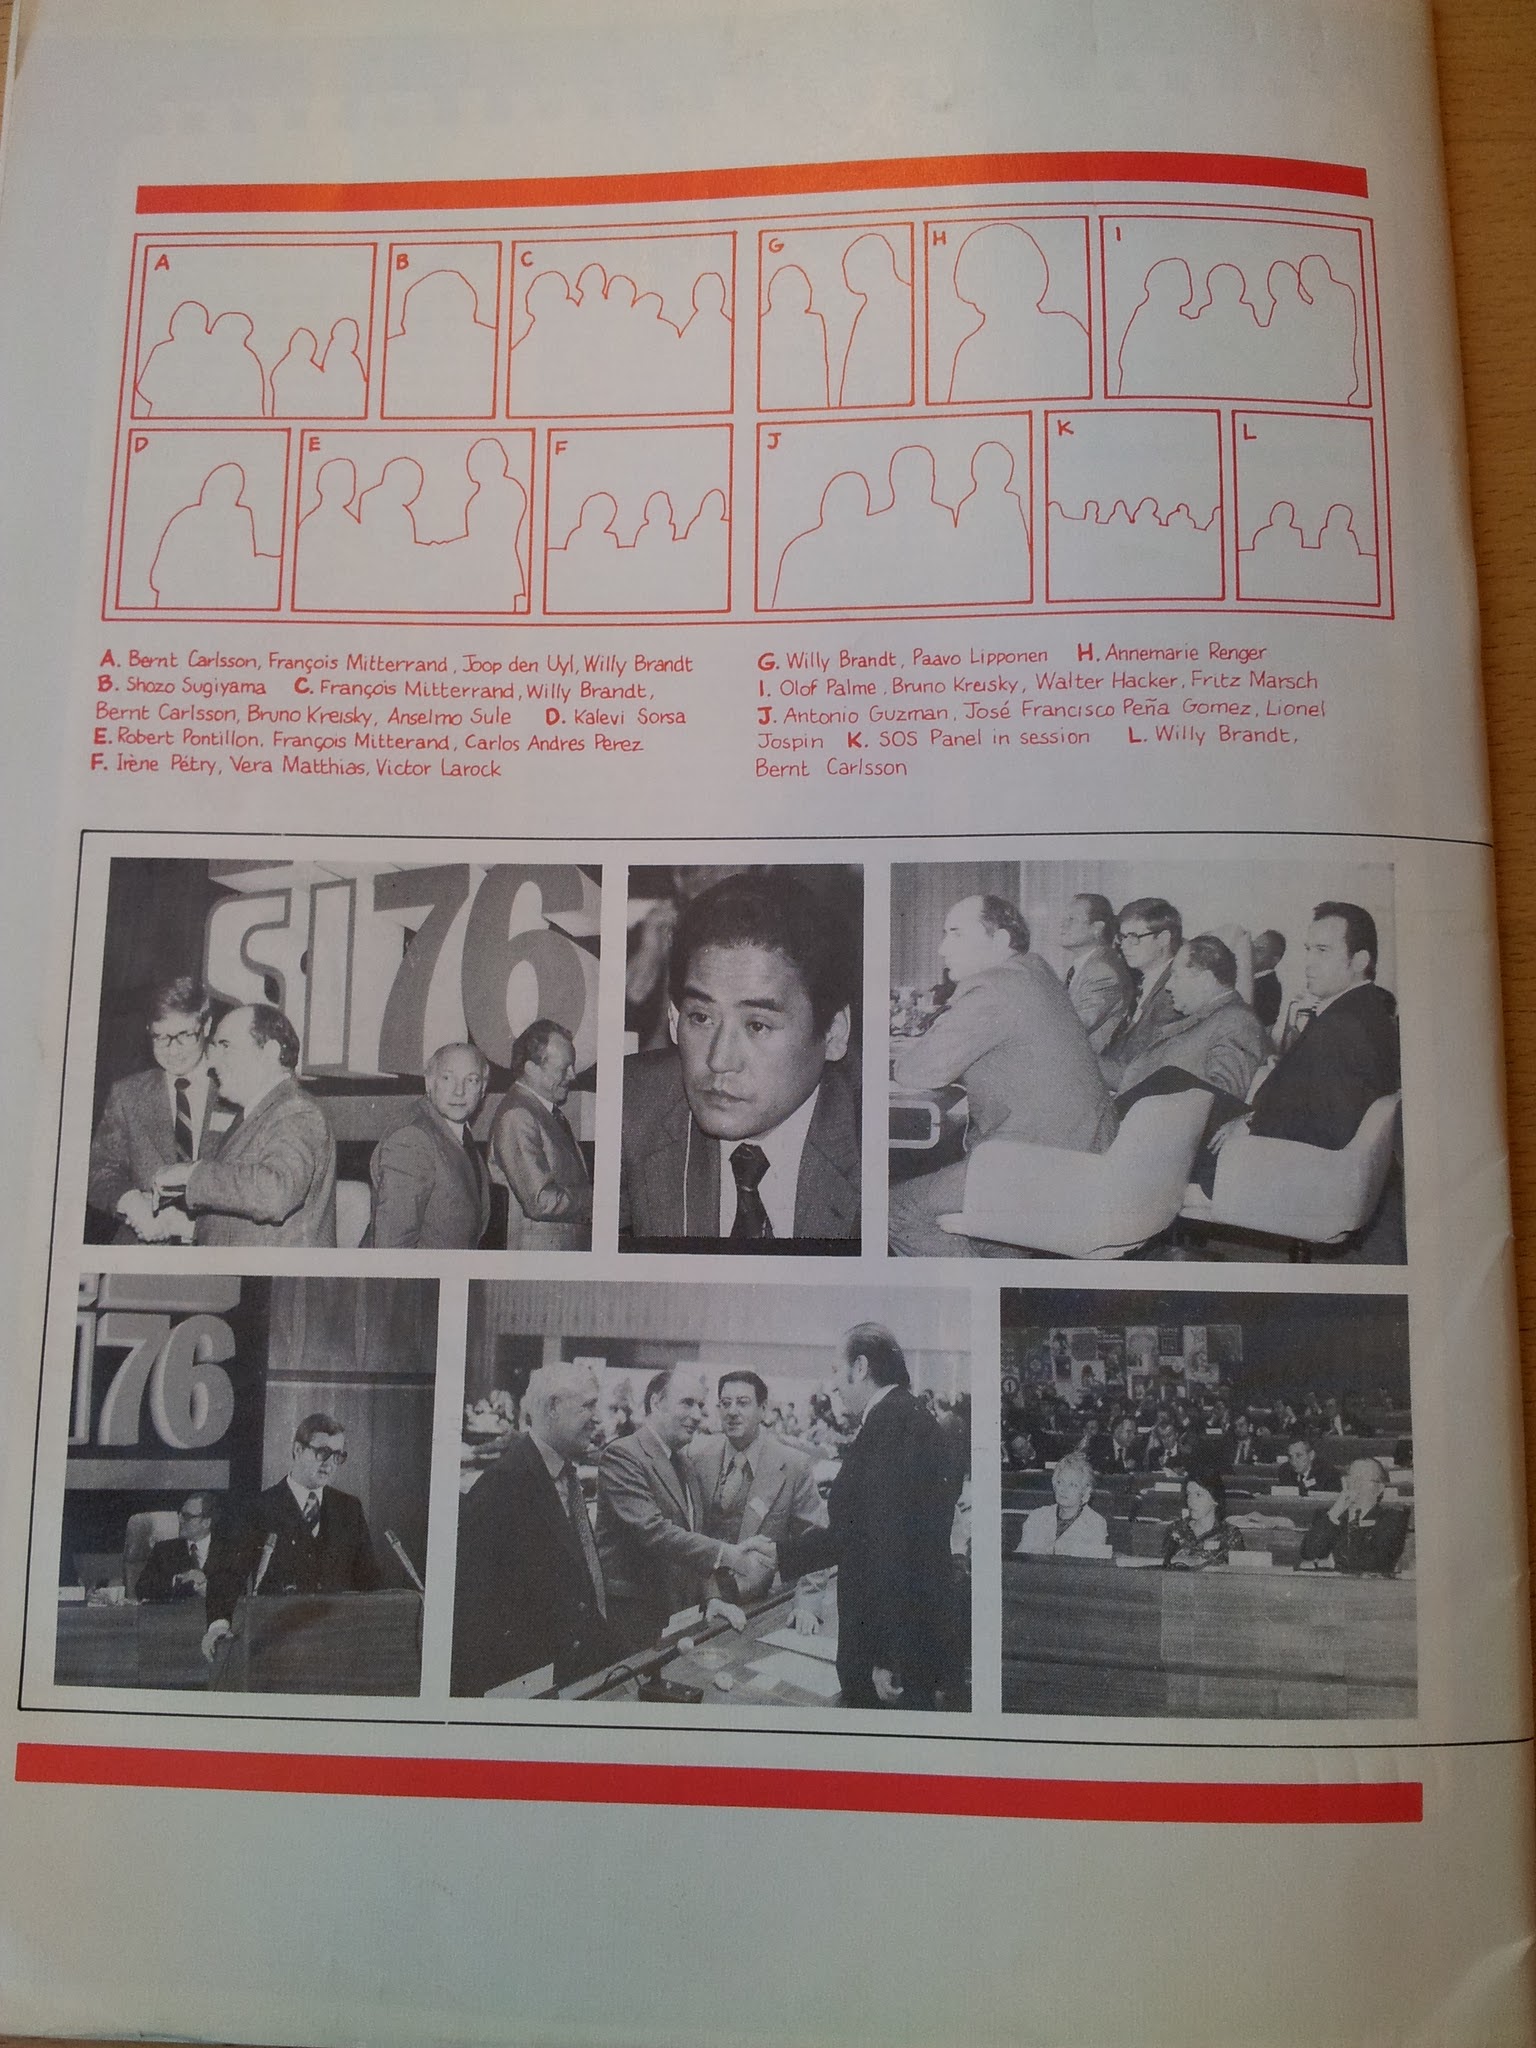 A
B
C
G
H
I
D
E
F
J
K
L
A. Bernt Carlsson, François Mitterrand, Joop den Uyl, Willy Brandt
B. Shozo Sugiyama C. François Mitterrand, Willy Brandt,
Bernt Carlsson, Bruno Kreisky, Anselmo Sule D. Kalevi Sorsa
E. Robert Pontillon, François Mitterand, Carlos Andres Perez
F. Irène Pétry, Vera Matthias, Victor Larock
G. Willy Brandt, Paavo Lipponen H. Annemarie Renger
I. Olof Palme, Bruno Kreisky, Walter Hacker, Fritz Marsch
J. Antonio Guzman, José Francisco Peña Gomez, Lionel
Jospin K. SOS Panel in session L. Willy Brandt,
Bernt Carlsson
SI76
176